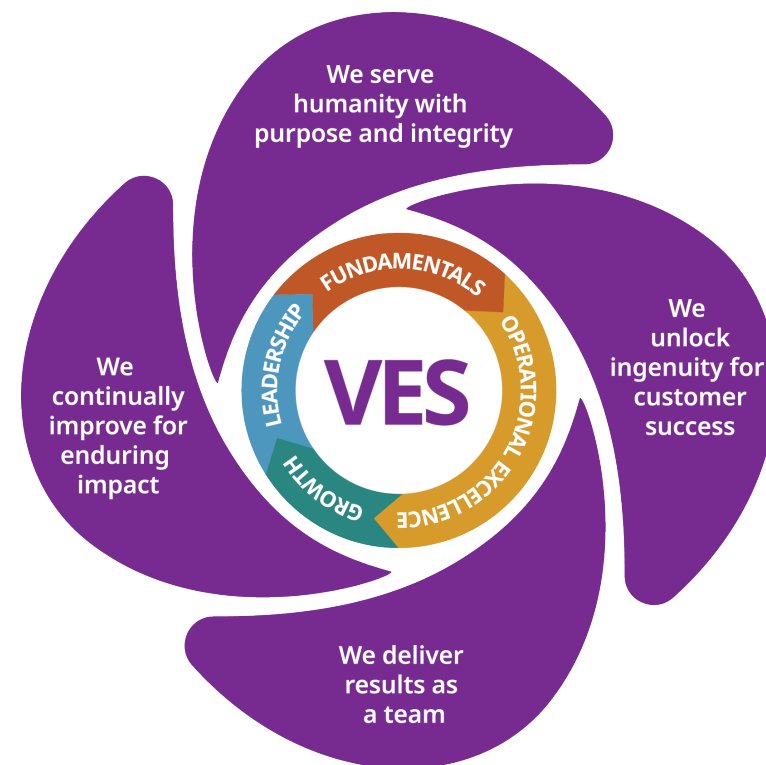 We serve
humanity with
purpose and integrity
We
unlock
ingenuity for
customer
success
We deliver
results as
a team
We
continually
improve for
enduring
impact
FUNDAMENTALS
OPERATIONAL EXCELLENCE
GROWTH
LEADERSHIP
VES